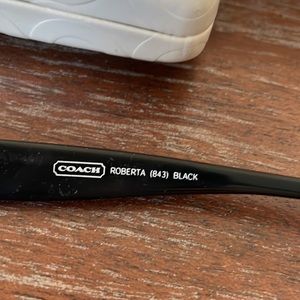 COACH ROBERTA (843) BLACK